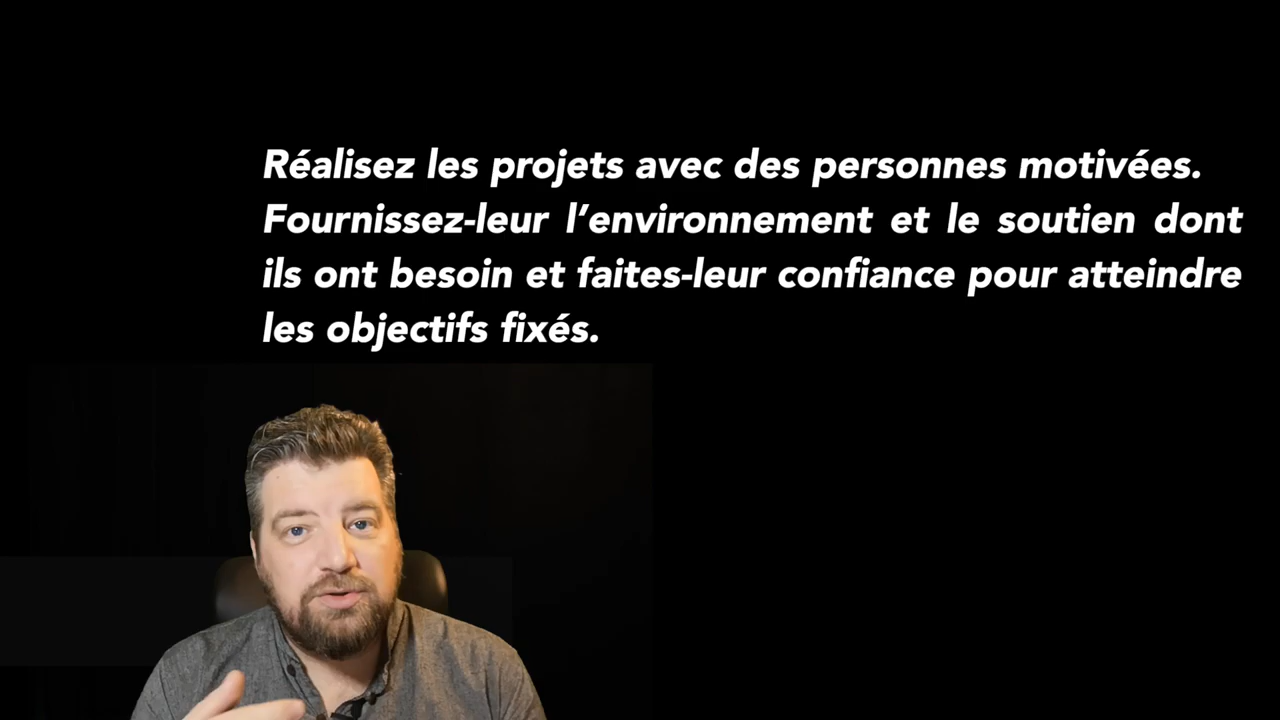 Réalisez les projets avec des personnes motivées.
Fournissez-leur l’environnement et le soutien dont
ils ont besoin et faites-leur confiance pour atteindre
les objectifs fixés.